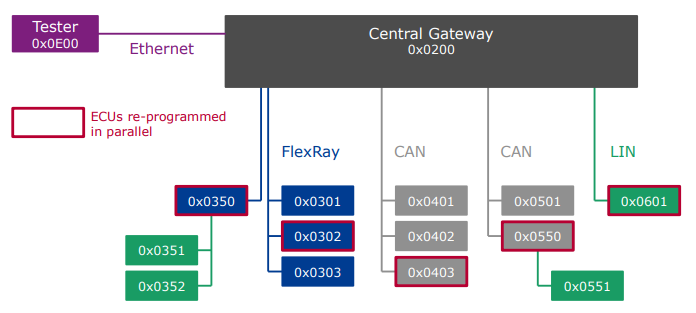 Tester
0x0E00
Ethernet
Central Gateway
0x0200
ECUs re-programmed
in parallel
FlexRay
CAN
CAN
LIN
0x0350
0x0301
0x0401
0x0501
0x0601
0x0351
0x0302
0x0402
0x0550
0x0352
0x0303
0x0403
0x0551